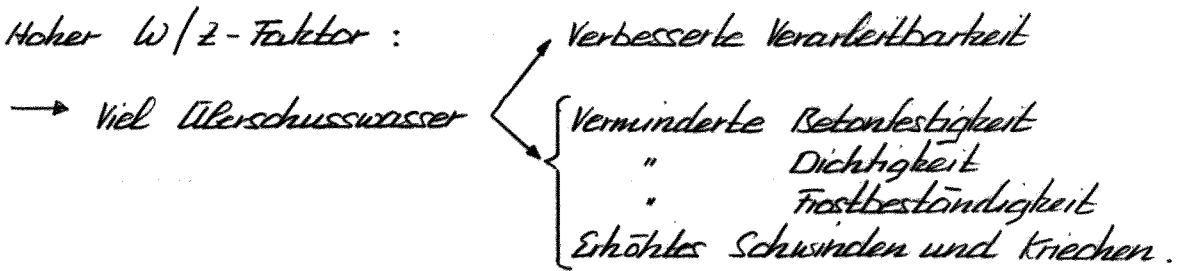 Hoher W/Z-Faktor :
→ Viel Überschusswasser
Verbesserte Verarbeitbarkeit
Verminderte Betonfestigkeit
" Dichtigkeit
" Frostbeständigkeit
Erhöhtes Schwinden und Kriechen.